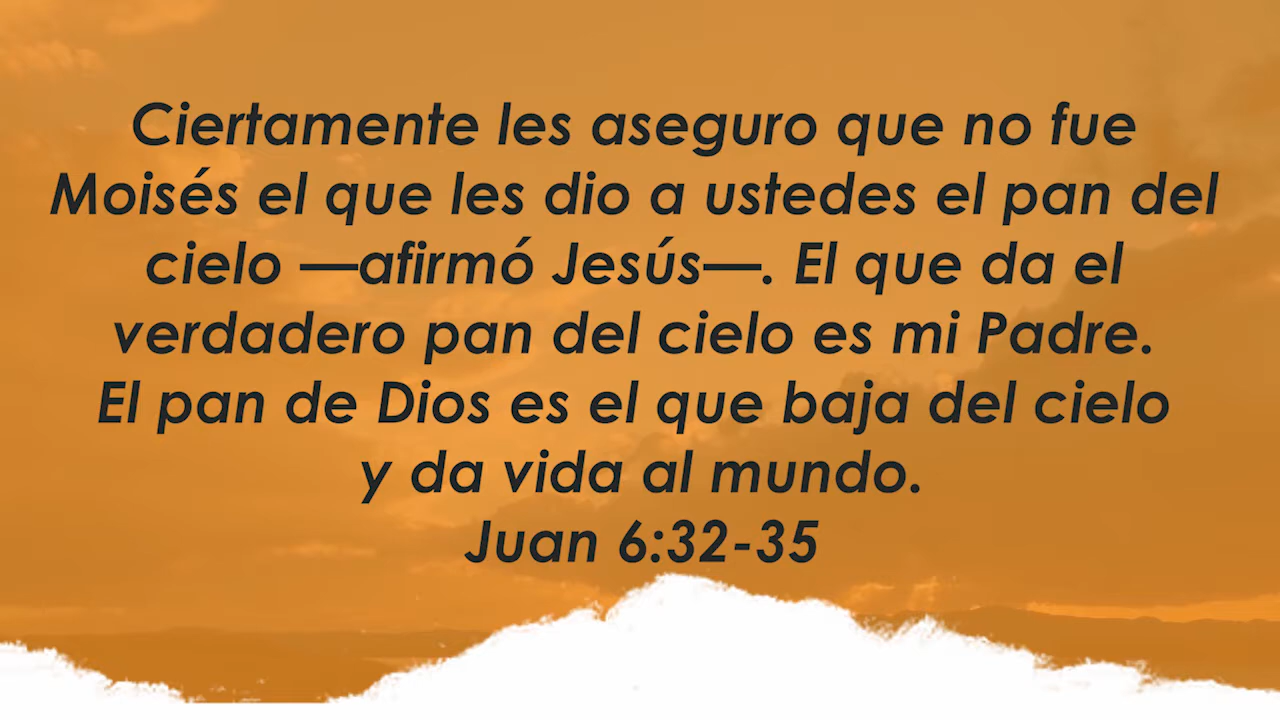 Ciertamente les aseguro que no fue
Moisés el que les dio a ustedes el pan del
cielo —afirmó Jesús—. El que da el
verdadero pan del cielo es mi Padre.
El pan de Dios es el que baja del cielo
y da vida al mundo.
Juan 6:32-35